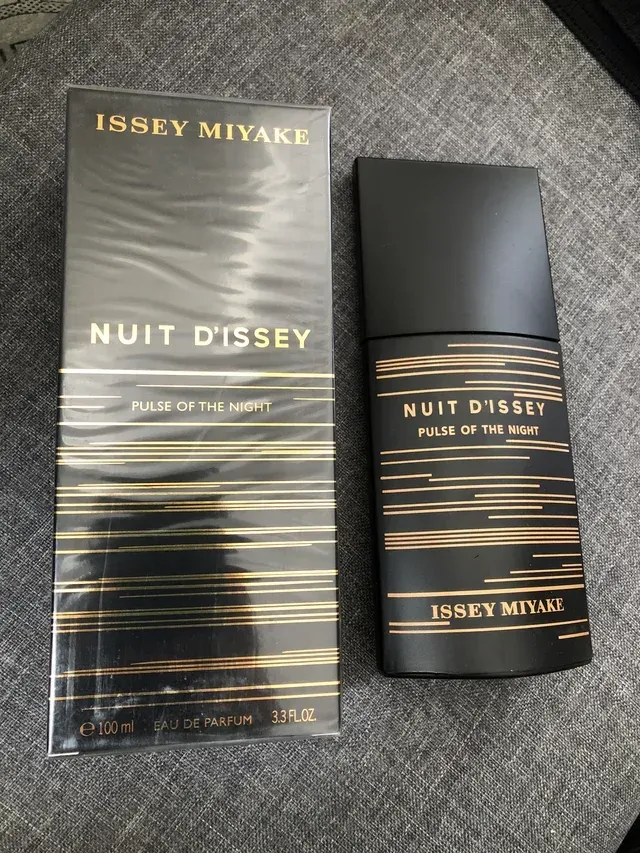 ISSEY MIYAKE
NUIT D'ISSEY
PULSE OF THE NIGHT
℮ 100 ml EAU DE PARFUM 3.3 FL.OZ
NUIT D'ISSEY
PULSE OF THE NIGHT
ISSEY MIYAKE